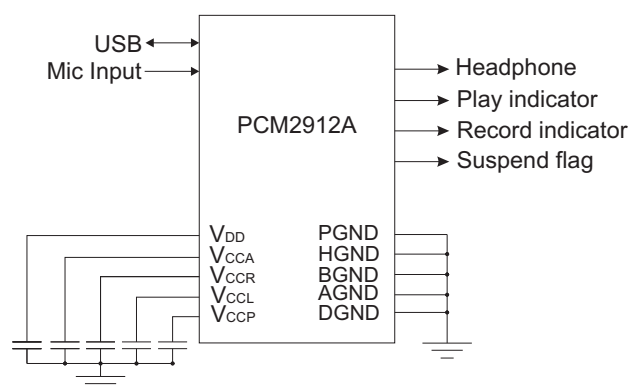 USB
Mic Input
PCM2912A
Headphone
Play indicator
Record indicator
Suspend flag
VDD
VCCA
VCCR
VCCL
VCCP
PGND
HGND
BGND
AGND
DGND